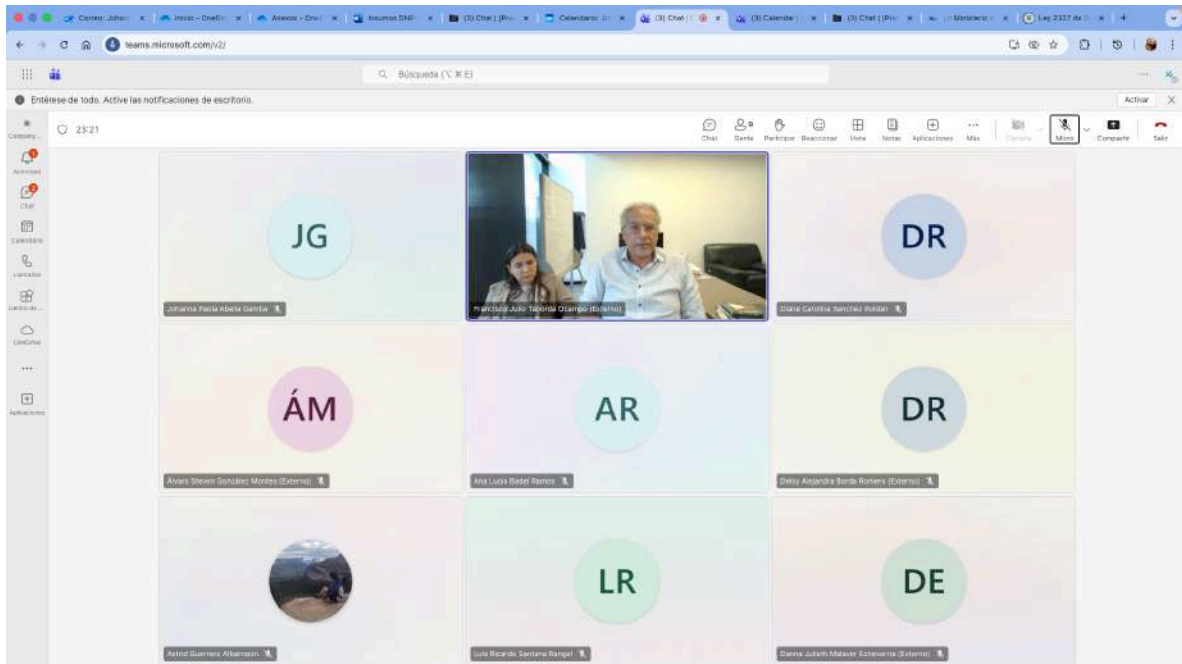 teams.microsoft.com/v2/
Búsqueda (⌥ ⌘ E)
Entérese de todo. Active las notificaciones de escritorio.
Activar
23:21
Chat
Gente
Participar
Reaccionar
Vista
Notas
Aplicaciones
Más
Cámara
Micro
Compartir
Salir
Actividad
Chat
Calendario
Llamadas
OneDrive
Aplicaciones
JG
DR
Johanna Paola Abella Gamba
Francisco Julio Taborda Ocampo (Externo)
Diana Carolina Sanchez Roldan
ÁM
AR
DR
Álvaro Steven González Montes (Externo)
Ana Lucia Badel Ramos
Deisy Alejandra Borda Romero (Externo)
LR
DE
Astrid Guerrero Albarracin
Luis Ricardo Santana Rangel
Danna Julieth Malaver Echevarria (Externo)